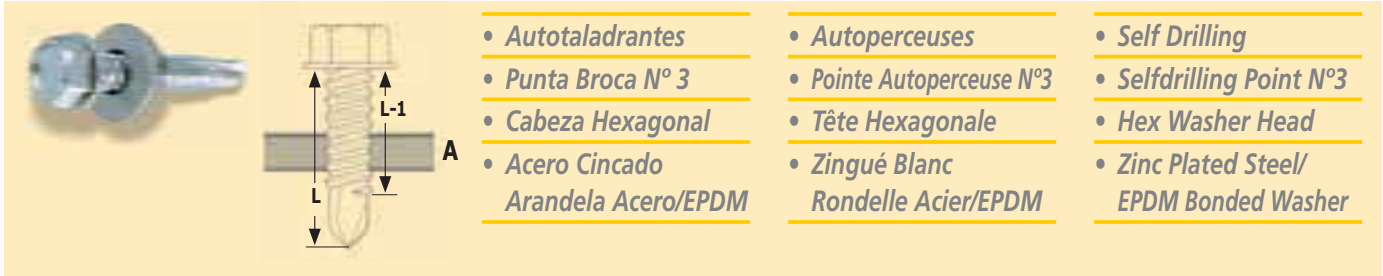 L-1
A
L
• Autotaladrantes
• Punta Broca Nº 3
• Cabeza Hexagonal
• Acero Cincado
Arandela Acero/EPDM
• Autoperceuses
• Pointe Autoperceuse Nº3
• Tête Hexagonale
• Zingué Blanc
Rondelle Acier/EPDM
• Self Drilling
• Selfdrilling Point Nº3
• Hex Washer Head
• Zinc Plated Steel/
EPDM Bonded Washer